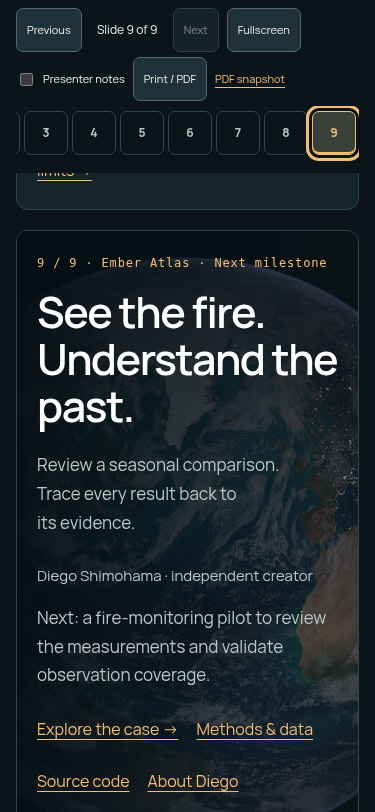 Previous
Slide 9 of 9
Next
Fullscreen
Presenter notes
Print / PDF
PDF snapshot
3
4
5
6
7
8
9
9 / 9 · Ember Atlas · Next milestone
See the fire.
Understand the
past.
Review a seasonal comparison.
Trace every result back to
its evidence.
Diego Shimohama · independent creator
Next: a fire-monitoring pilot to review
the measurements and validate
observation coverage.
Explore the case →
Methods & data
Source code
About Diego